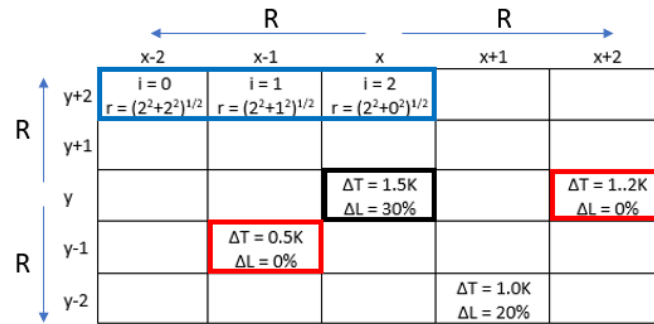 R R
x-2 x-1 x x+1 x+2
y+2 i = 0 i = 1 i = 2
r = (2²+2²)¹/² r = (2²+1²)¹/² r = (2²+0²)¹/²
R
y+1
y ΔT = 1.5K ΔT = 1..2K
ΔL = 30% ΔL = 0%
y-1 ΔT = 0.5K
ΔL = 0%
R
y-2 ΔT = 1.0K
ΔL = 20%